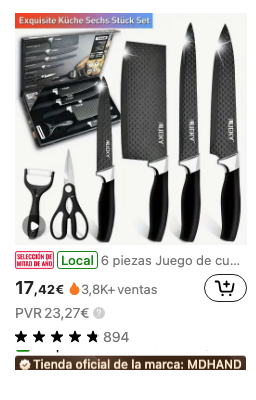 Exquisite Küche Sechs Stück Set
SELECCIÓN DE
MITAD DE AÑO
Local
6 piezas Juego de cu...
17,42€
3,8K+ ventas
PVR 23,27€
894
Tienda oficial de la marca: MDHAND